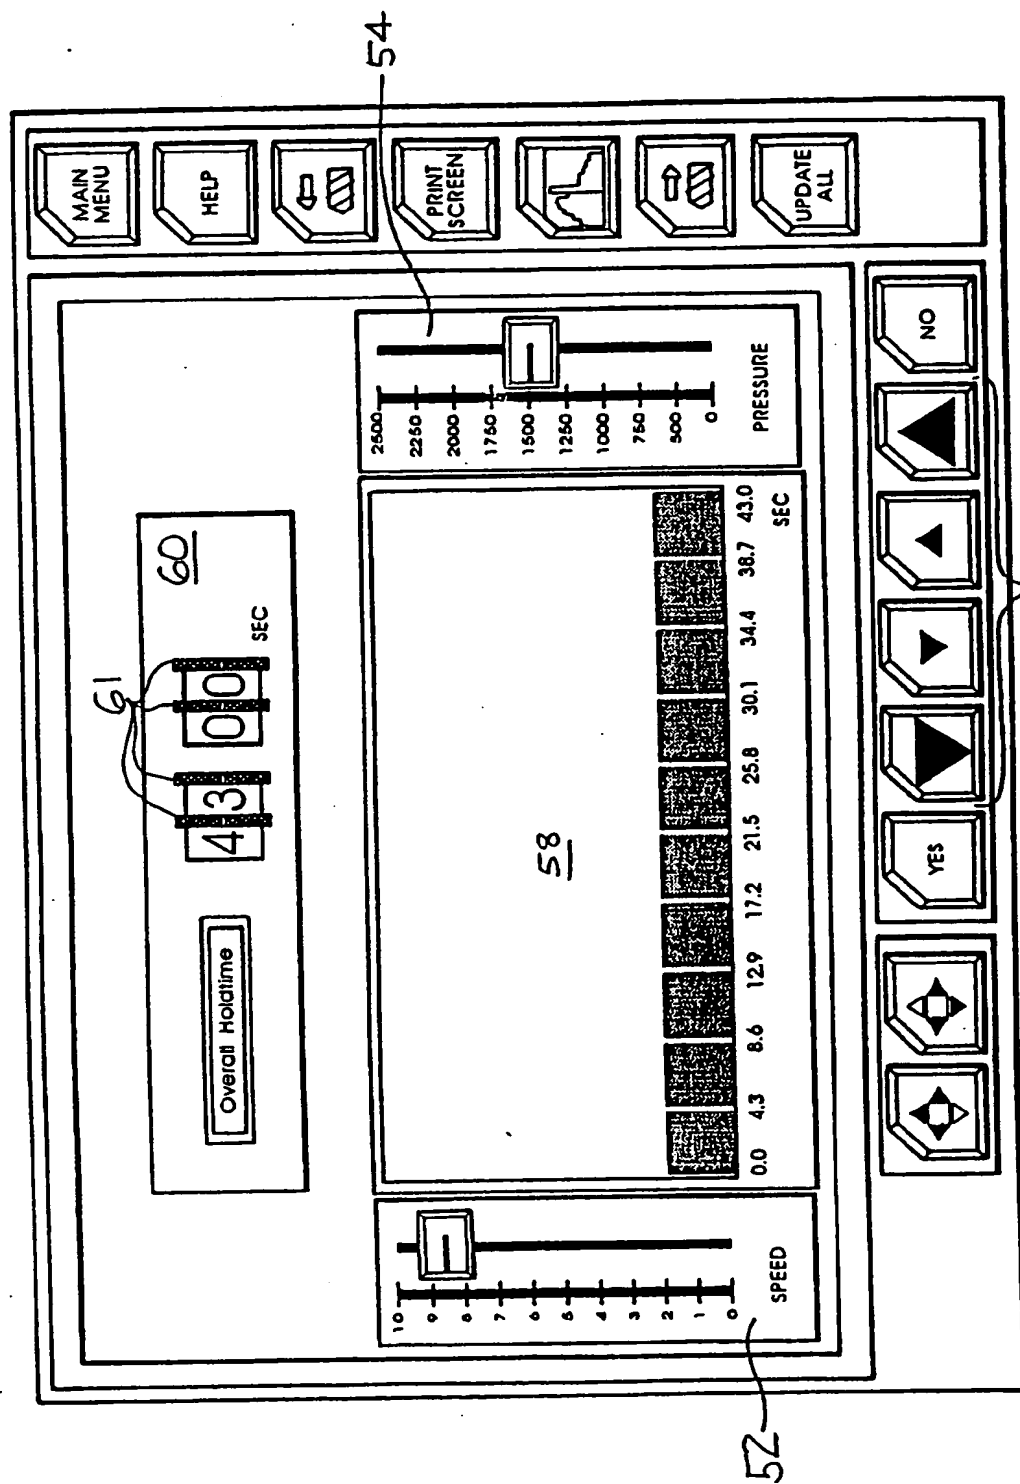 54
MAIN
MENU
HELP
PRINT
SCREEN
UPDATE
ALL
61
60
Overall Holdtime
4 3 0 0
SEC
2500
2250
2000
1750
1500
1250
1000
750
500
0
PRESSURE
58
10
9
8
7
6
5
4
3
2
1
0
SPEED
0.0 4.3 8.6 12.9 17.2 21.5 25.8 30.1 34.4 38.7 43.0
SEC
52
YES
NO